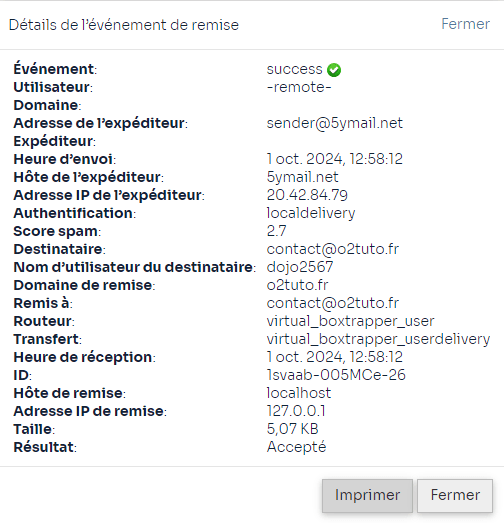 Détails de l’événement de remise Fermer
Événement: success
Utilisateur: -remote-
Domaine:
Adresse de l’expéditeur: sender@5ymail.net
Expéditeur:
Heure d’envoi: 1 oct. 2024, 12:58:12
Hôte de l’expéditeur: 5ymail.net
Adresse IP de l’expéditeur: 20.42.84.79
Authentification: localdelivery
Score spam: 2.7
Destinataire: contact@o2tuto.fr
Nom d’utilisateur du destinataire: dojo2567
Domaine de remise: o2tuto.fr
Remis à: contact@o2tuto.fr
Routeur: virtual_boxtrapper_user
Transfert: virtual_boxtrapper_userdelivery
Heure de réception: 1 oct. 2024, 12:58:12
ID: 1svaab-005MCe-26
Hôte de remise: localhost
Adresse IP de remise: 127.0.0.1
Taille: 5,07 KB
Résultat: Accepté
Imprimer Fermer